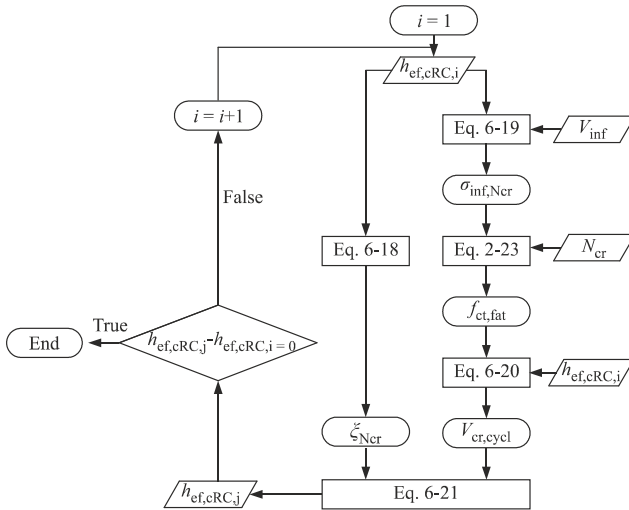 i = 1
h_ef,cRC,i
i = i+1
Eq. 6-19
V_inf
σ_inf,Ncr
False
Eq. 6-18
Eq. 2-23
N_cr
f_ct,fat
True
End
h_ef,cRC,j-h_ef,cRC,i = 0
Eq. 6-20
h_ef,cRC,i
ξ_Ncr
V_cr,cycl
h_ef,cRC,j
Eq. 6-21